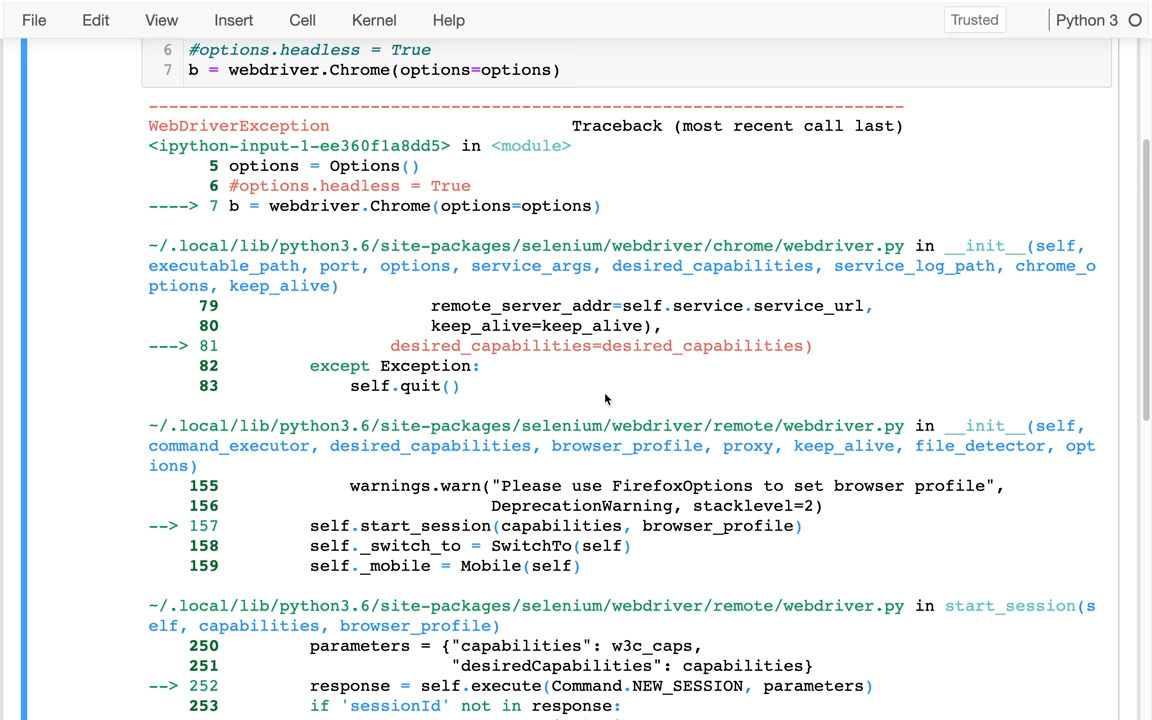 File Edit View Insert Cell Kernel Help Trusted Python 3
6 #options.headless = True
7 b = webdriver.Chrome(options=options)
---------------------------------------------------------------------------
WebDriverException Traceback (most recent call last)
<ipython-input-1-ee360f1a8dd5> in <module>
5 options = Options()
6 #options.headless = True
----> 7 b = webdriver.Chrome(options=options)
~/.local/lib/python3.6/site-packages/selenium/webdriver/chrome/webdriver.py in __init__(self,
executable_path, port, options, service_args, desired_capabilities, service_log_path, chrome_o
ptions, keep_alive)
79 remote_server_addr=self.service.service_url,
80 keep_alive=keep_alive),
---> 81 desired_capabilities=desired_capabilities)
82 except Exception:
83 self.quit()
~/.local/lib/python3.6/site-packages/selenium/webdriver/remote/webdriver.py in __init__(self,
command_executor, desired_capabilities, browser_profile, proxy, keep_alive, file_detector, opt
ions)
155 warnings.warn("Please use FirefoxOptions to set browser profile",
156 DeprecationWarning, stacklevel=2)
--> 157 self.start_session(capabilities, browser_profile)
158 self._switch_to = SwitchTo(self)
159 self._mobile = Mobile(self)
~/.local/lib/python3.6/site-packages/selenium/webdriver/remote/webdriver.py in start_session(s
elf, capabilities, browser_profile)
250 parameters = {"capabilities": w3c_caps,
251 "desiredCapabilities": capabilities}
--> 252 response = self.execute(Command.NEW_SESSION, parameters)
253 if 'sessionId' not in response: